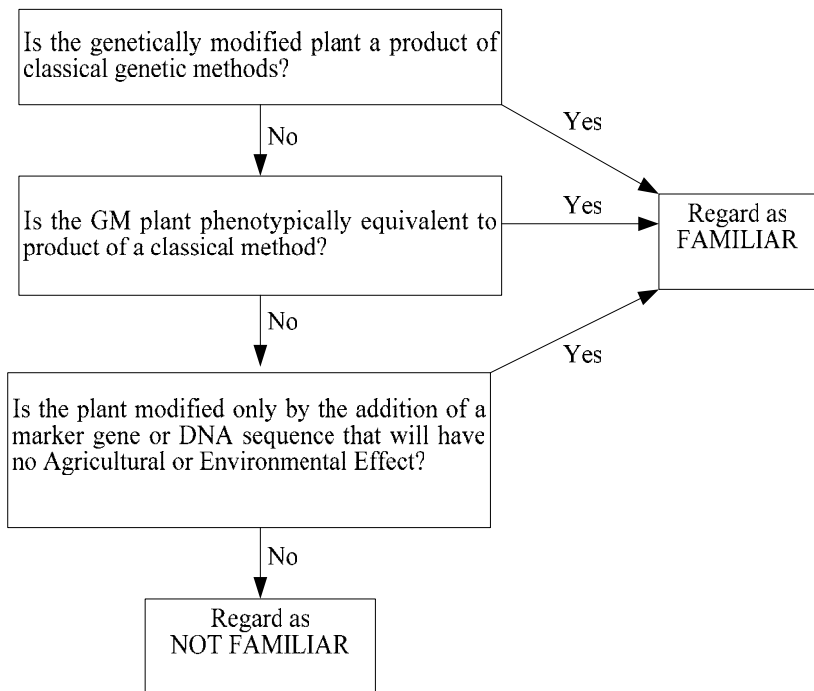 Is the genetically modified plant a product of
classical genetic methods?
Yes
No
Is the GM plant phenotypically equivalent to
product of a classical method?
Yes
Regard as
FAMILIAR
No
Yes
Is the plant modified only by the addition of a
marker gene or DNA sequence that will have
no Agricultural or Environmental Effect?
No
Regard as
NOT FAMILIAR